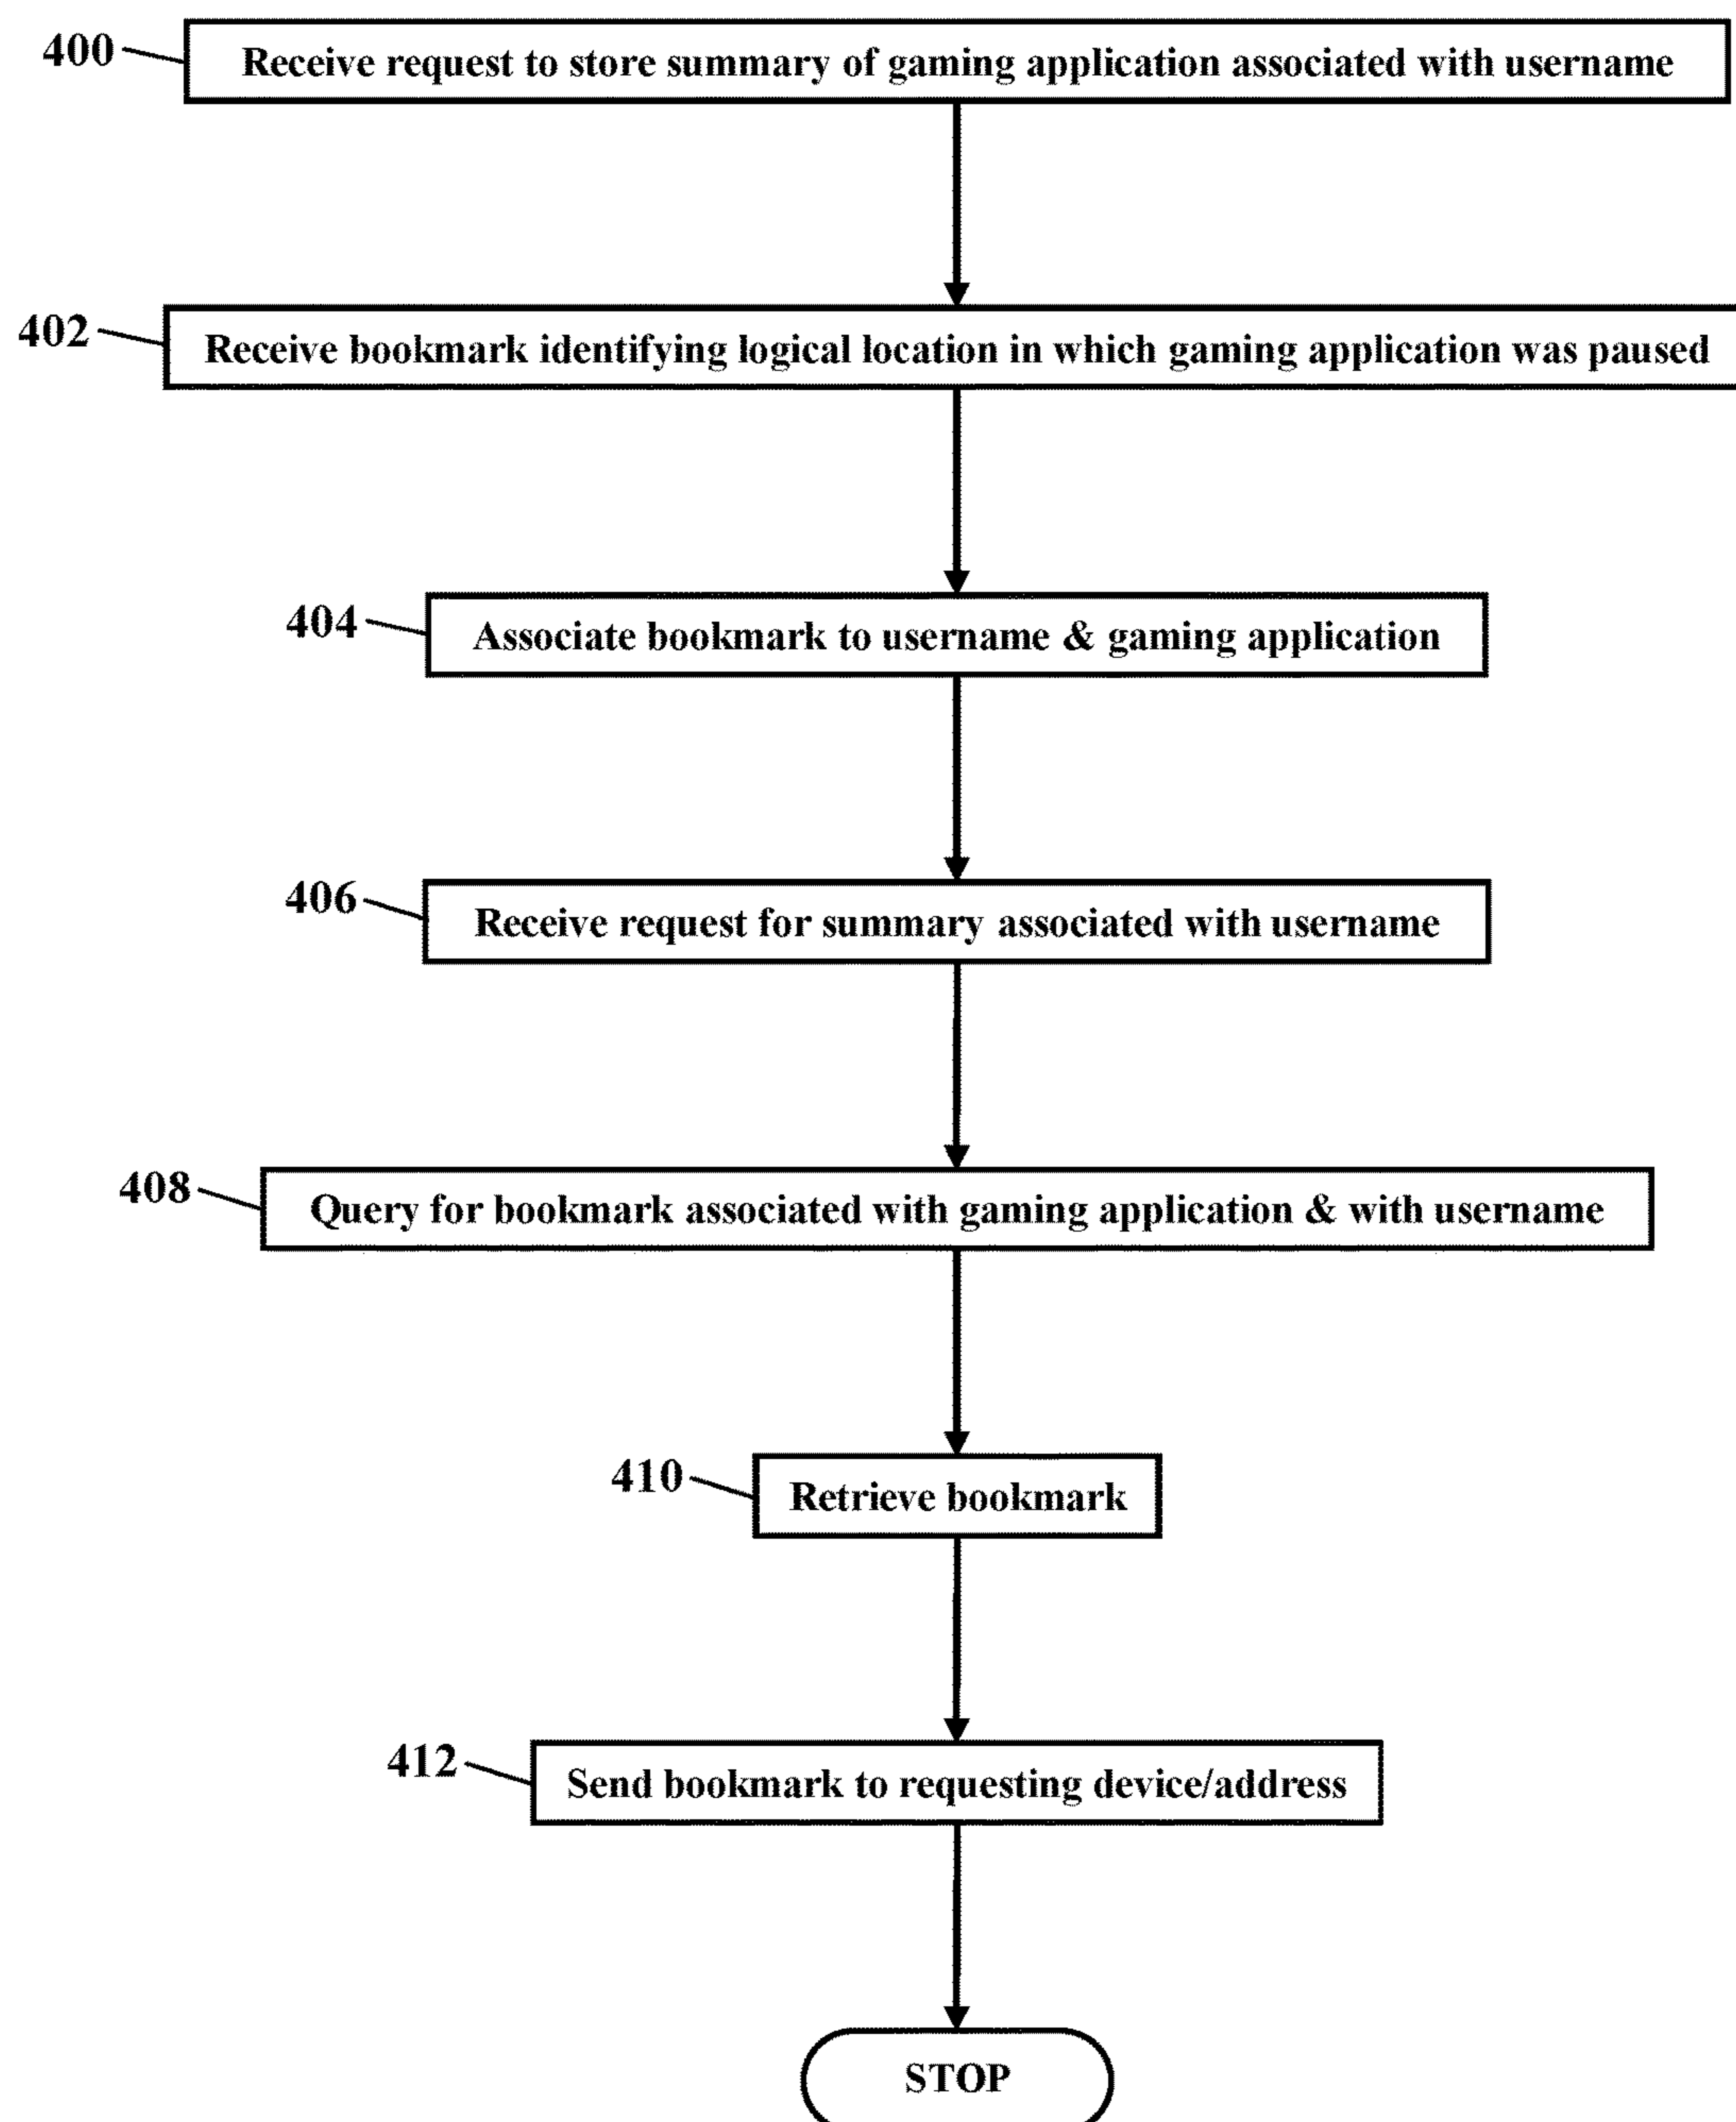 400 Receive request to store summary of gaming application associated with username
402 Receive bookmark identifying logical location in which gaming application was paused
404 Associate bookmark to username & gaming application
406 Receive request for summary associated with username
408 Query for bookmark associated with gaming application & with username
410 Retrieve bookmark
412 Send bookmark to requesting device/address
STOP